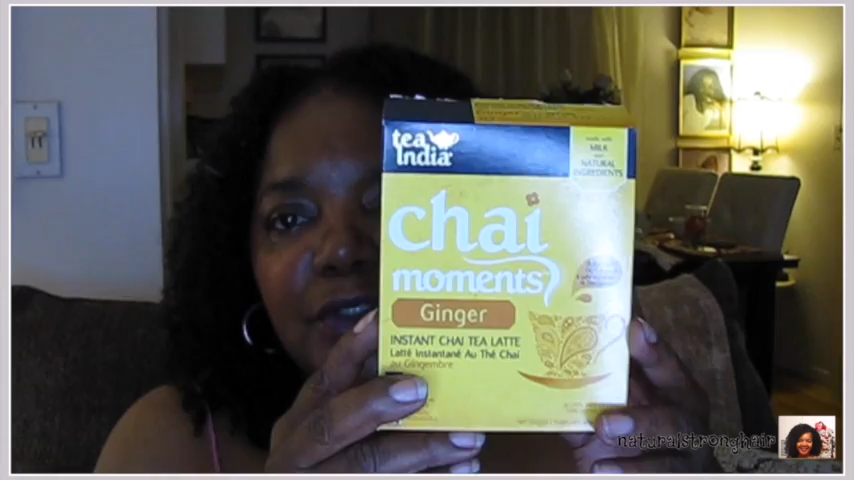 tea
India
made with
MILK
and
NATURAL
INGREDIENTS
chai
moments
Ginger
INSTANT CHAI TEA LATTE
Latté Instantané Au Thé Chai
au Gingembre
naturalstronghair